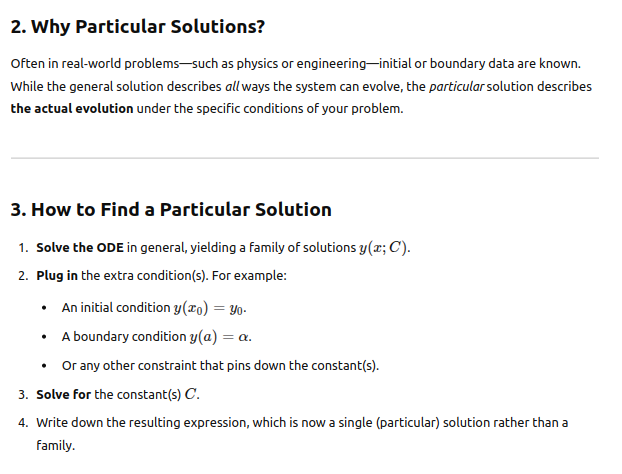 2. Why Particular Solutions?
Often in real-world problems—such as physics or engineering—initial or boundary data are known.
While the general solution describes all ways the system can evolve, the particular solution describes
the actual evolution under the specific conditions of your problem.
3. How to Find a Particular Solution
1. Solve the ODE in general, yielding a family of solutions y(x; C).
2. Plug in the extra condition(s). For example:
• An initial condition y(x₀) = y₀.
• A boundary condition y(a) = α.
• Or any other constraint that pins down the constant(s).
3. Solve for the constant(s) C.
4. Write down the resulting expression, which is now a single (particular) solution rather than a
family.